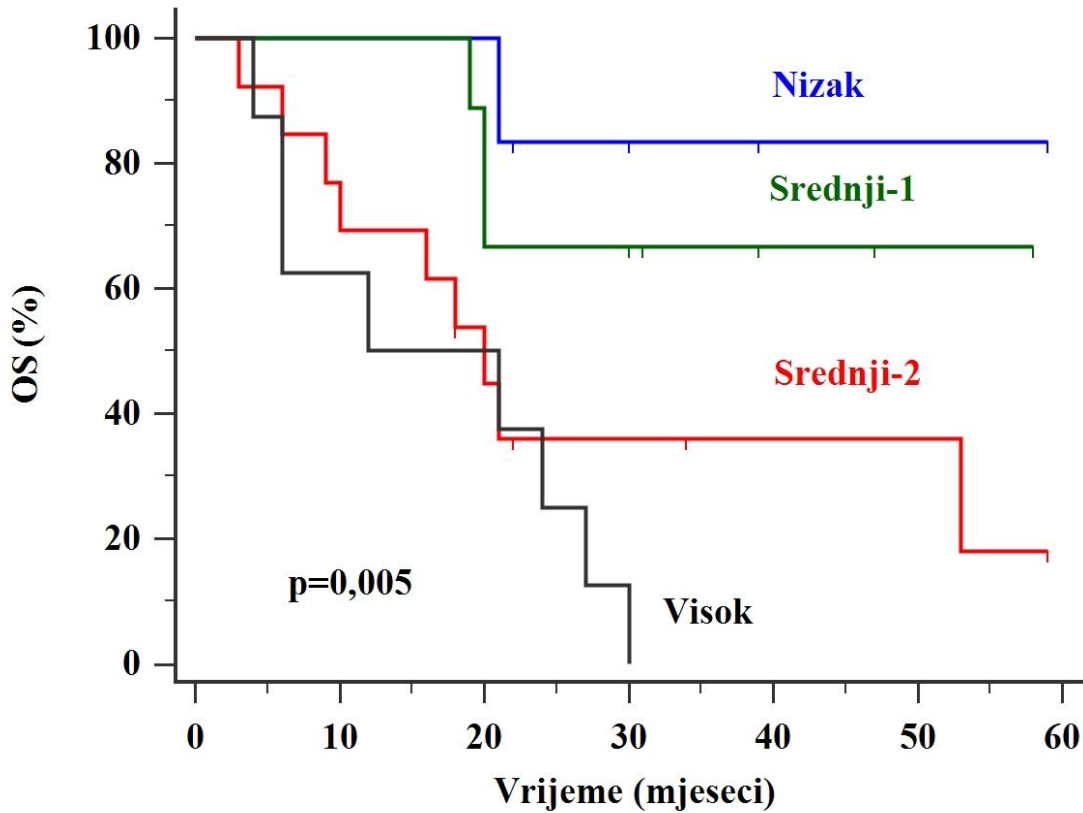 100
80
60
40
20
0
OS (%)
Nizak
Srednji-1
Srednji-2
p=0,005
Visok
0 10 20 30 40 50 60
Vrijeme (mjeseci)